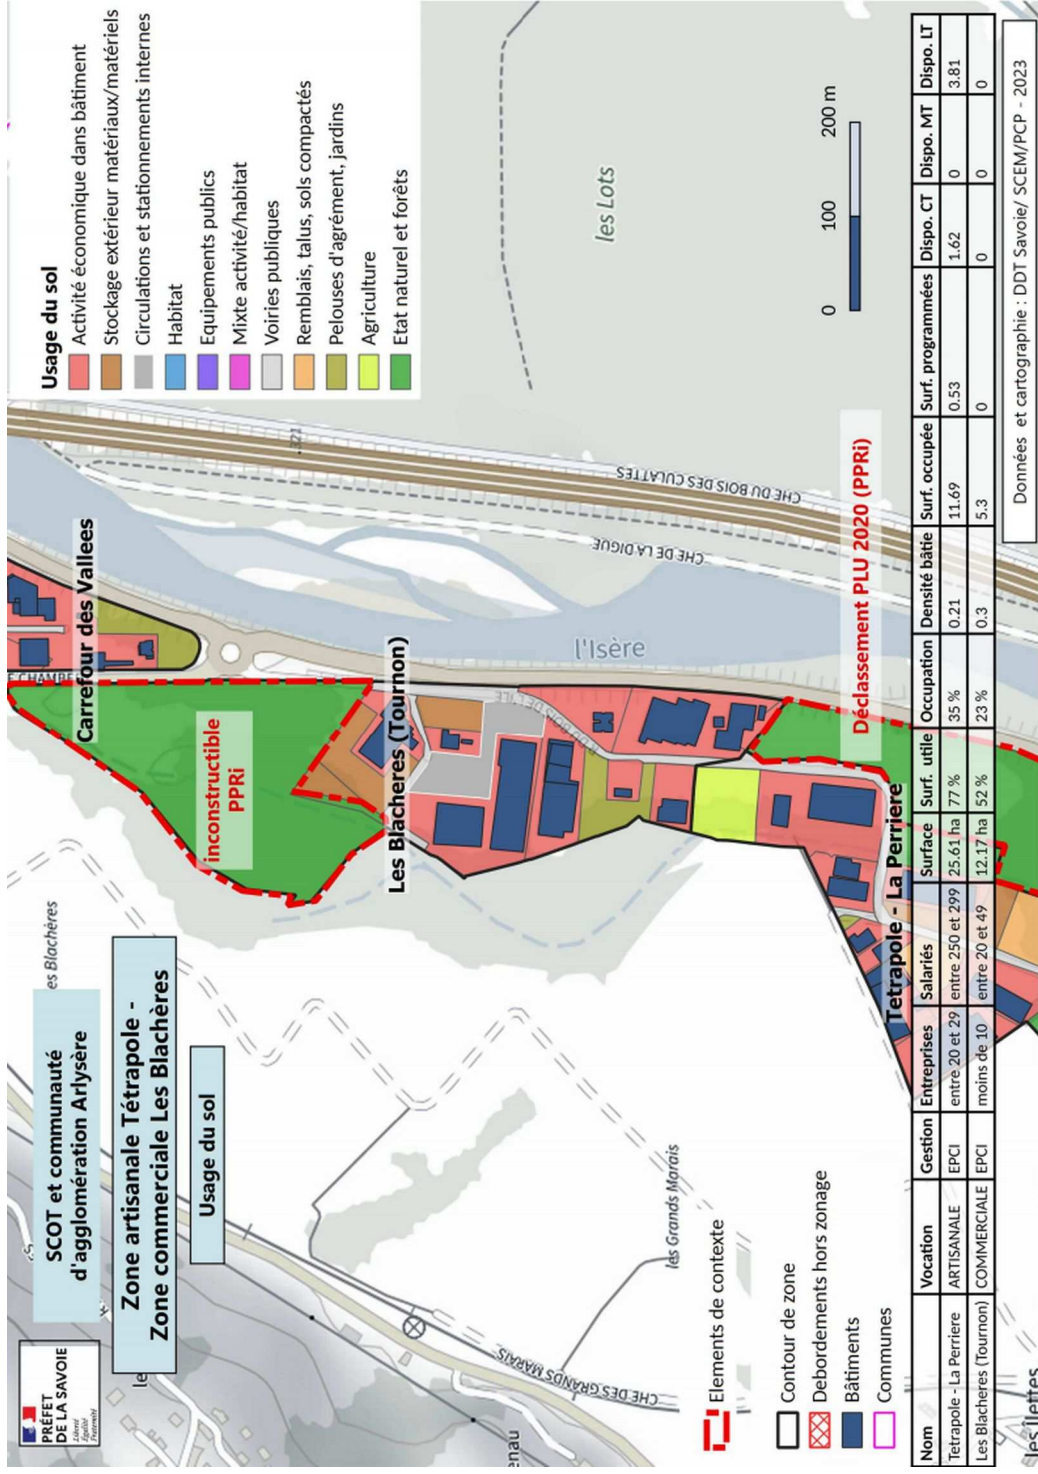 PRÉFET
DE LA SAVOIE
Liberté
Égalité
Fraternité
SCOT et communauté
d'agglomération Arlysère
Zone artisanale Tétrapole -
Zone commerciale Les Blachères
Usage du sol
es Blachères
Carrefour des Vallees
inconstructible
PPRi
Les Blacheres (Tournon)
l'Isère
CHE DE LA DIGUE
CHE DU BOIS DES CULATTES
321
les Lots
Usage du sol
Activité économique dans bâtiment
Stockage extérieur matériaux/matériels
Circulations et stationnements internes
Habitat
Equipements publics
Mixte activité/habitat
Voiries publiques
Remblais, talus, sols compactés
Pelouses d'agrément, jardins
Agriculture
Etat naturel et forêts
0 100 200 m
Déclassement PLU 2020 (PPRi)
Tetrapole - La Perriere
les Grands Marais
CHE DES GRANDS MARAIS
enau
les Ilettes
Elements de contexte
Contour de zone
Debordements hors zonage
Bâtiments
Communes
Nom Vocation Gestion Entreprises Salariés Surface Surf. utile Occupation Densité bâtie Surf. occupée Surf. programmées Dispo. CT Dispo. MT Dispo. LT
Tetrapole - La Perriere ARTISANALE EPCI entre 20 et 29 entre 250 et 299 25.61 ha 77 % 35 % 0.21 11.69 0.53 1.62 0 3.81
Les Blacheres (Tournon) COMMERCIALE EPCI moins de 10 entre 20 et 49 12.17 ha 52 % 23 % 0.3 5.3 0 0 0 0
Données et cartographie : DDT Savoie/ SCEM/PCP - 2023